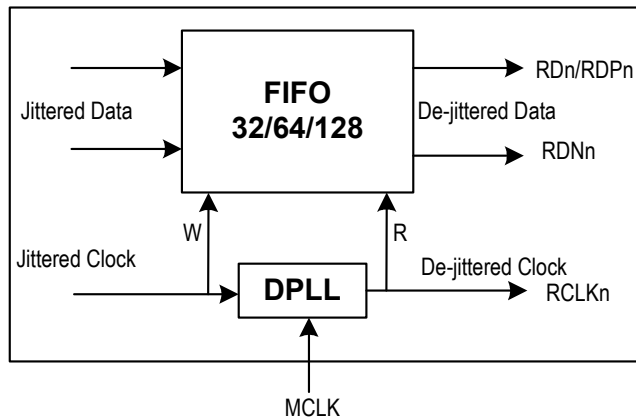 RDn/RDPn
FIFO
32/64/128
Jittered Data
De-jittered Data
RDNn
W
R
Jittered Clock
De-jittered Clock
DPLL
RCLKn
MCLK